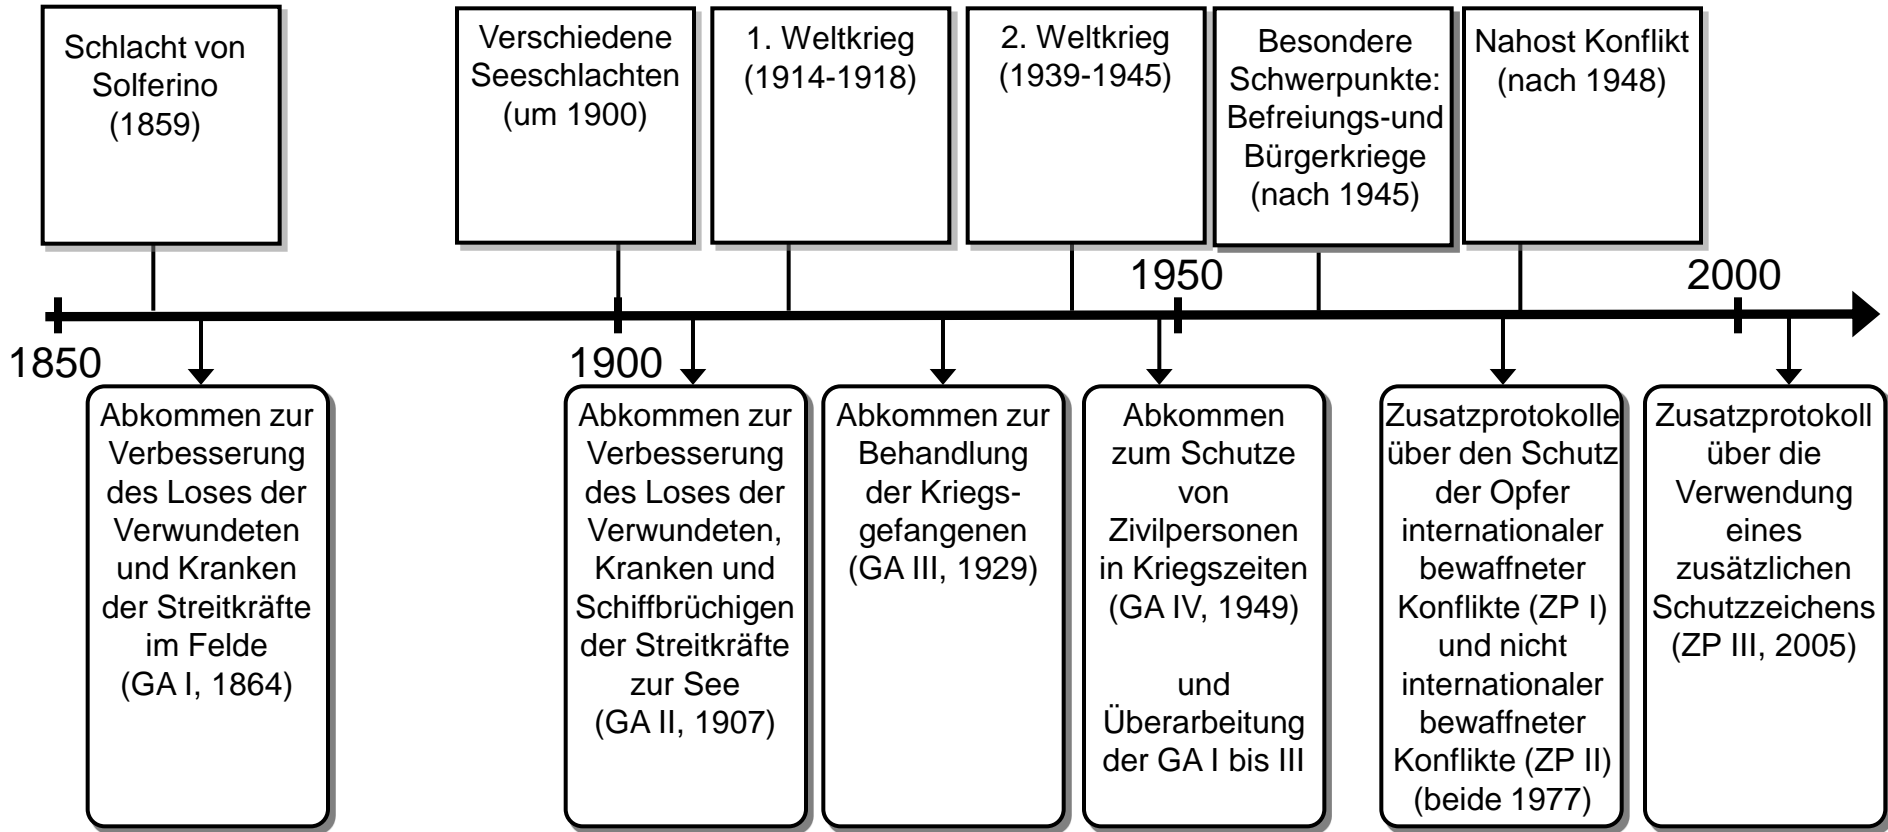 Schlacht von
Solferino
(1859)
Verschiedene
Seeschlachten
(um 1900)
1. Weltkrieg
(1914-1918)
2. Weltkrieg
(1939-1945)
Besondere
Schwerpunkte:
Befreiungs-und
Bürgerkriege
(nach 1945)
Nahost Konflikt
(nach 1948)
1950
2000
1850
1900
Abkommen zur
Verbesserung
des Loses der
Verwundeten
und Kranken
der Streitkräfte
im Felde
(GA I, 1864)
Abkommen zur
Verbesserung
des Loses der
Verwundeten,
Kranken und
Schiffbrüchigen
der Streitkräfte
zur See
(GA II, 1907)
Abkommen zur
Behandlung
der Kriegs-
gefangenen
(GA III, 1929)
Abkommen
zum Schutze
von
Zivilpersonen
in Kriegszeiten
(GA IV, 1949)
und
Überarbeitung
der GA I bis III
Zusatzprotokolle
über den Schutz
der Opfer
internationaler
bewaffneter
Konflikte (ZP I)
und nicht
internationaler
bewaffneter
Konflikte (ZP II)
(beide 1977)
Zusatzprotokoll
über die
Verwendung
eines
zusätzlichen
Schutzzeichens
(ZP III, 2005)